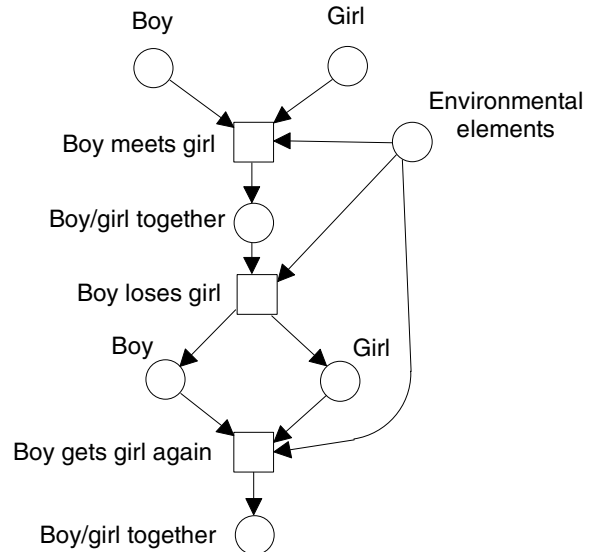 Boy
Girl
Environmental
elements
Boy meets girl
Boy/girl together
Boy loses girl
Boy
Girl
Boy gets girl again
Boy/girl together